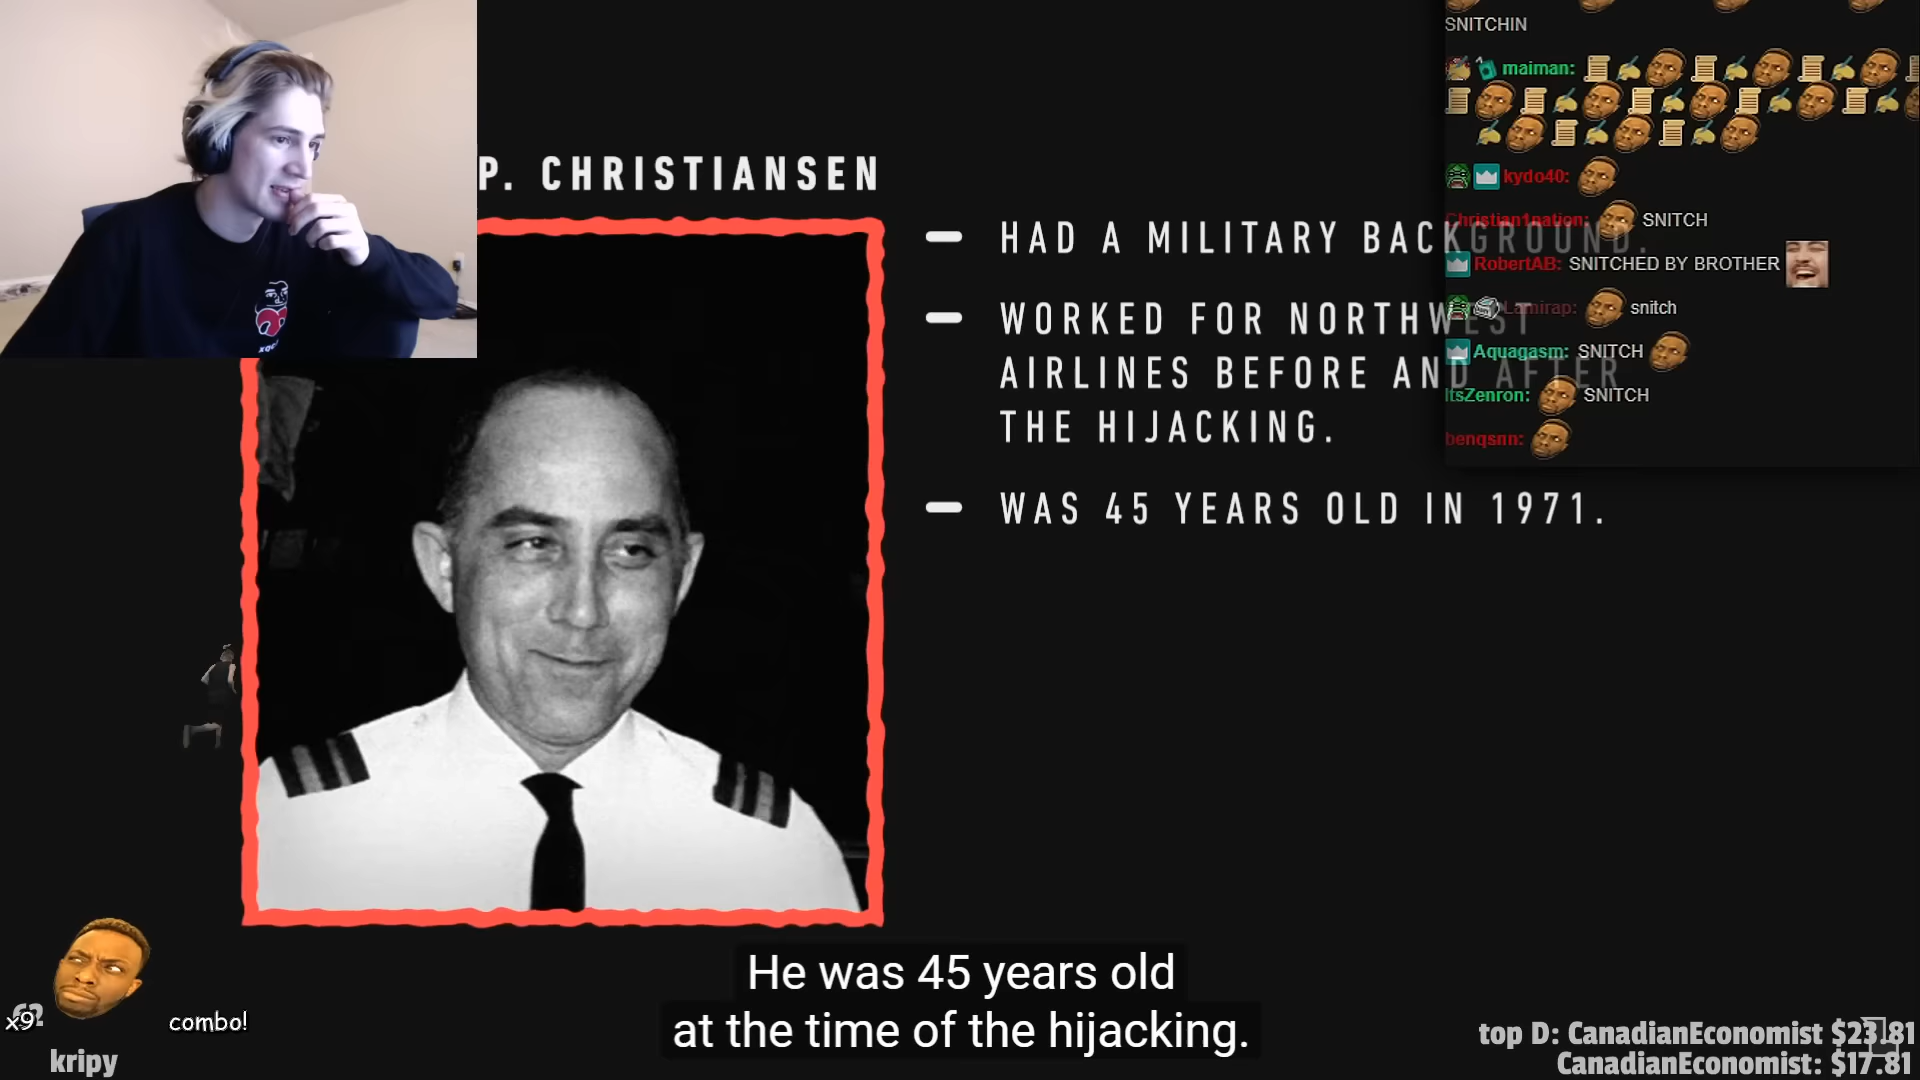 P. CHRISTIANSEN
— HAD A MILITARY BACKGROUND.
— WORKED FOR NORTHWEST
AIRLINES BEFORE AND AFTER
THE HIJACKING.
— WAS 45 YEARS OLD IN 1971.
SNITCHIN
maiman:
kydo40:
Christian1nation: SNITCH
RobertAB: SNITCHED BY BROTHER
Lamirap: snitch
Aquagasm: SNITCH
ItsZenron: SNITCH
benqsnn:
He was 45 years old
at the time of the hijacking.
combo!
kripy
top D: CanadianEconomist $23.81
CanadianEconomist: $17.81